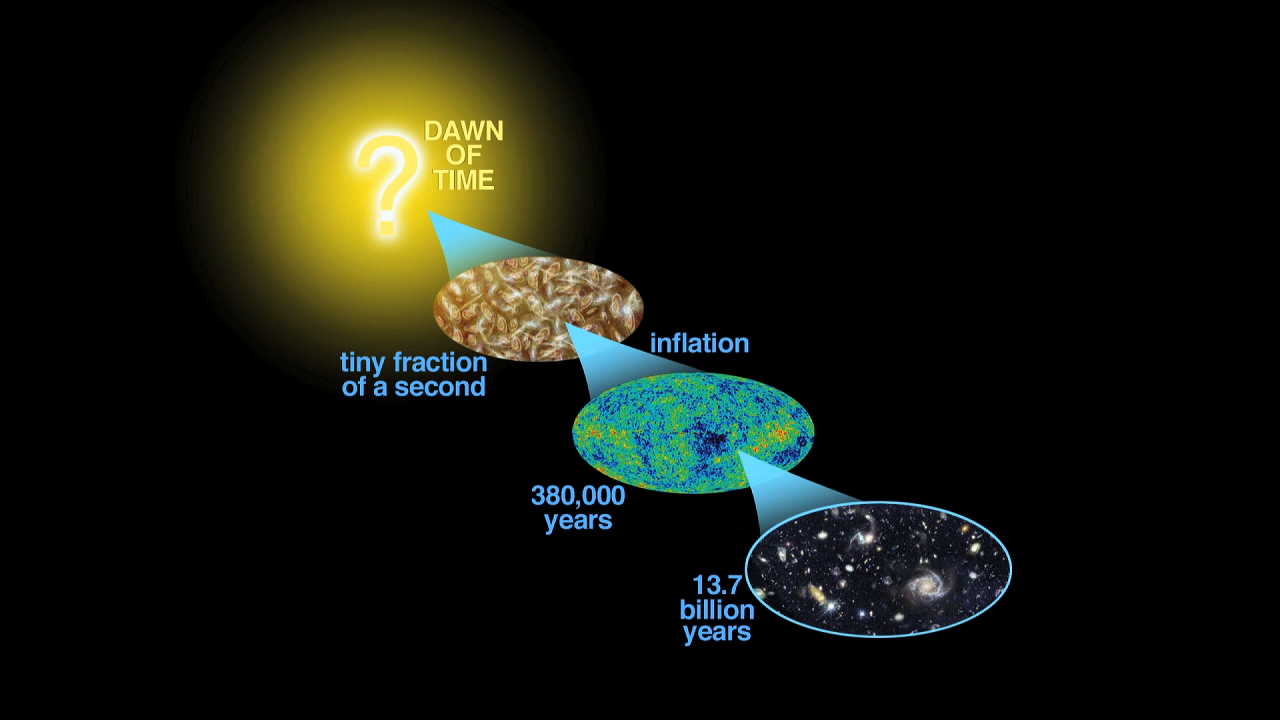 ?
DAWN
OF
TIME
tiny fraction
of a second
inflation
380,000
years
13.7
billion
years